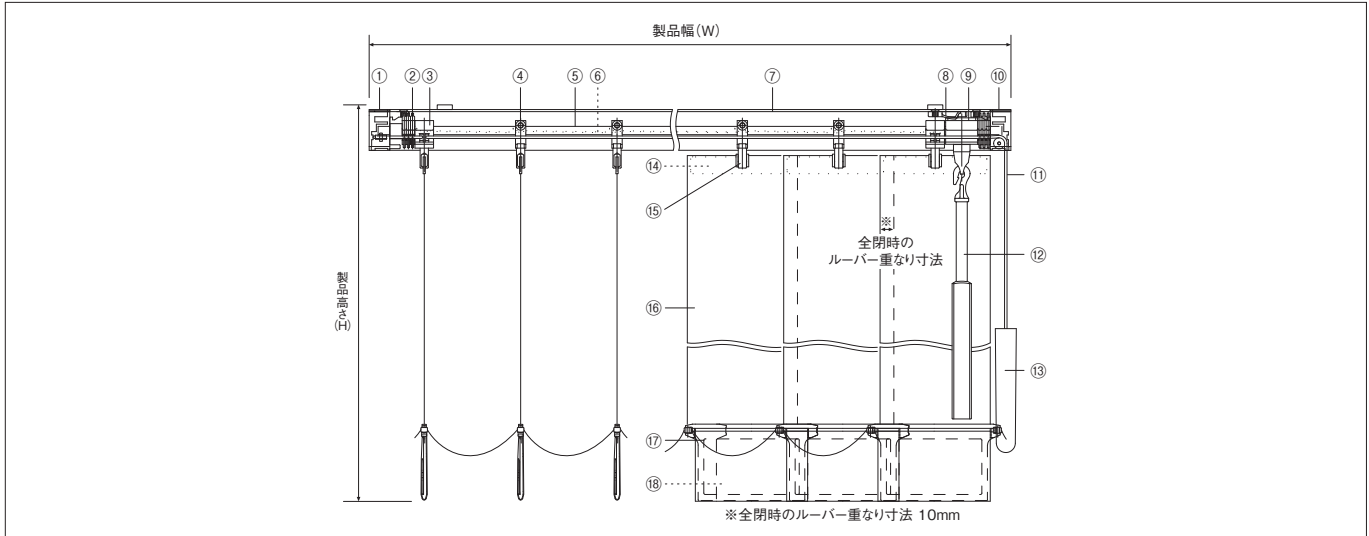 製品幅(W)
① ② ③ ④ ⑤ ⑥ ⑦ ⑧ ⑨ ⑩
⑭ ⑪
⑮
※
全閉時の
ルーバー重なり寸法
⑫
製品高さ(H)
⑯
⑬
⑰
⑱
※全閉時のルーバー重なり寸法 10mm